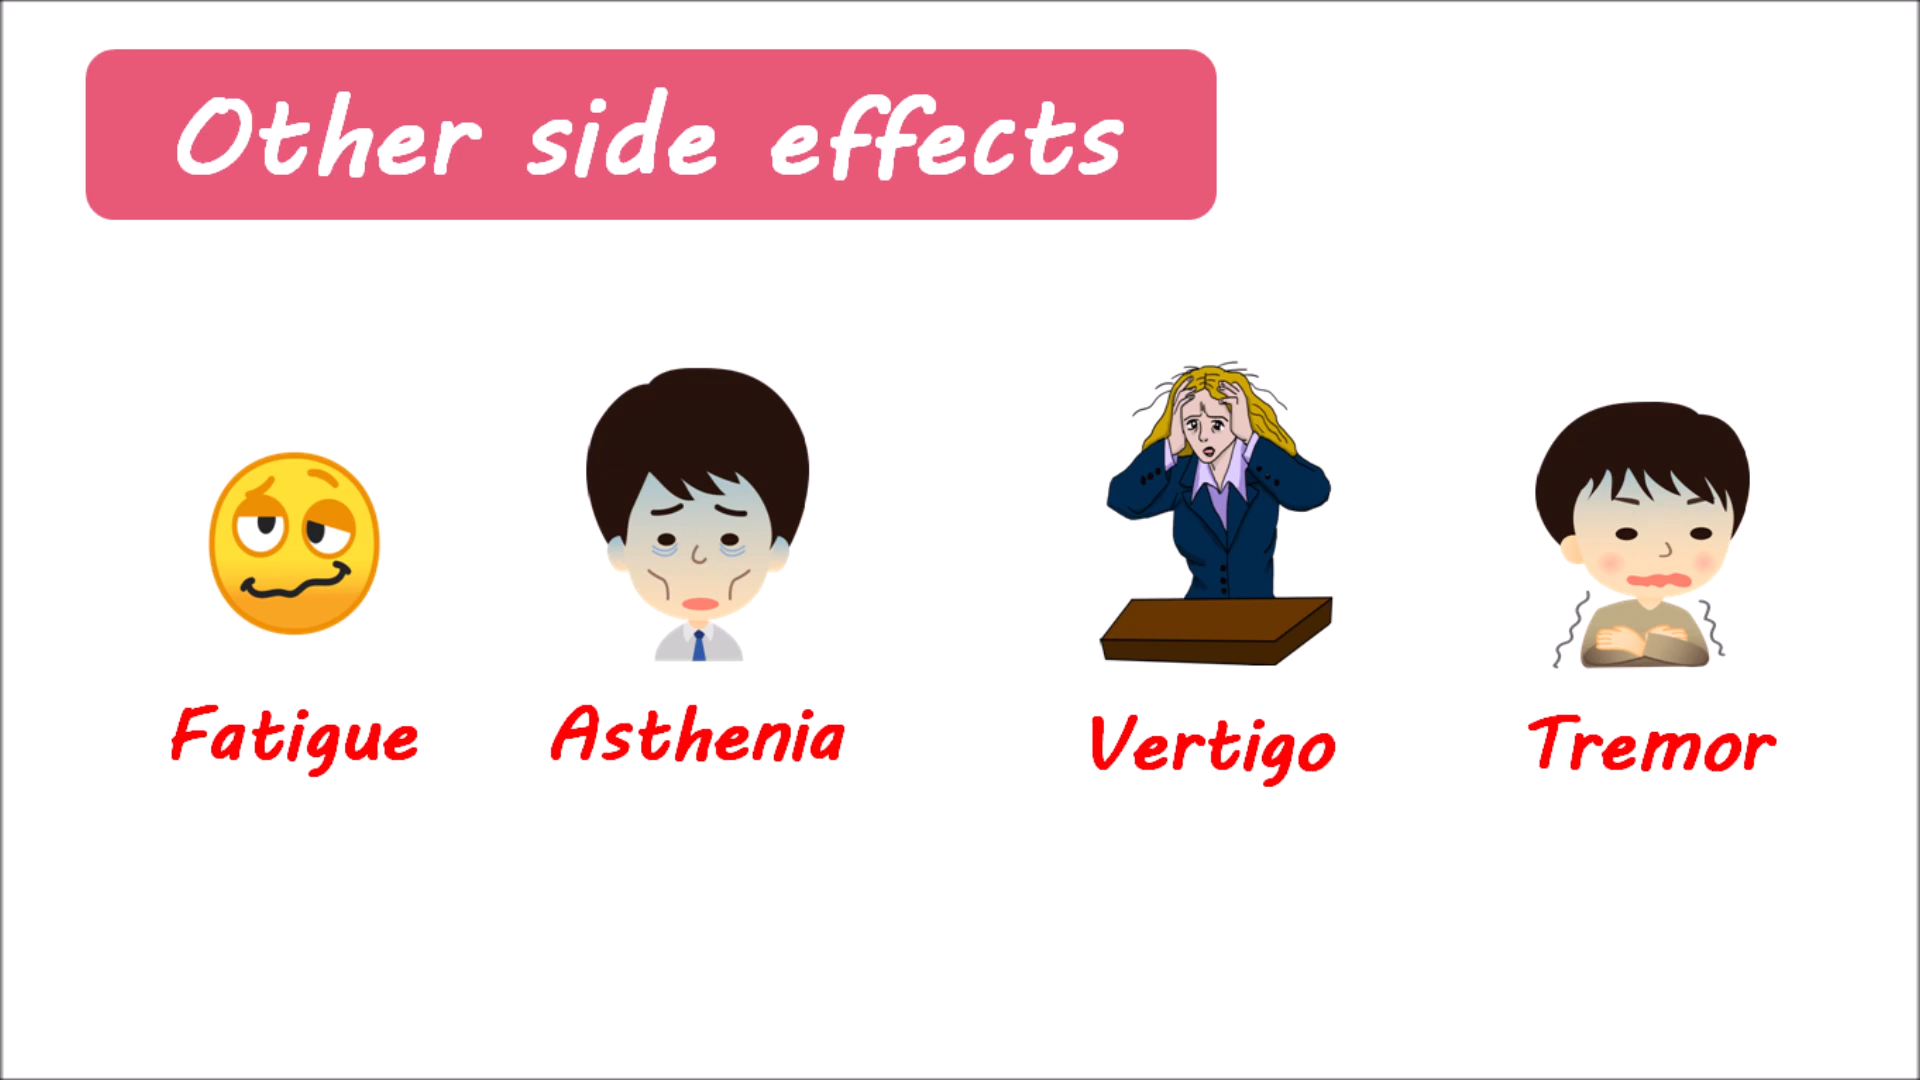 Other side effects
Fatigue
Asthenia
Vertigo
Tremor